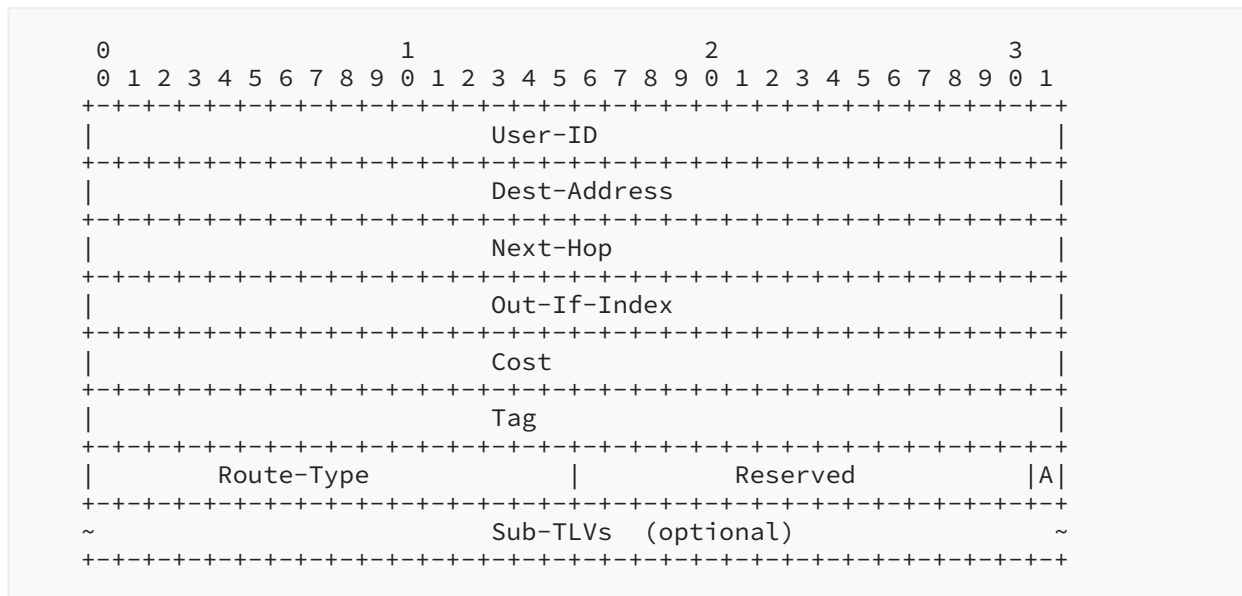 0                   1                   2                   3
 0 1 2 3 4 5 6 7 8 9 0 1 2 3 4 5 6 7 8 9 0 1 2 3 4 5 6 7 8 9 0 1
+-+-+-+-+-+-+-+-+-+-+-+-+-+-+-+-+-+-+-+-+-+-+-+-+-+-+-+-+-+-+-+-+
|                          User-ID                              |
+-+-+-+-+-+-+-+-+-+-+-+-+-+-+-+-+-+-+-+-+-+-+-+-+-+-+-+-+-+-+-+-+
|                          Dest-Address                         |
+-+-+-+-+-+-+-+-+-+-+-+-+-+-+-+-+-+-+-+-+-+-+-+-+-+-+-+-+-+-+-+-+
|                          Next-Hop                             |
+-+-+-+-+-+-+-+-+-+-+-+-+-+-+-+-+-+-+-+-+-+-+-+-+-+-+-+-+-+-+-+-+
|                          Out-If-Index                         |
+-+-+-+-+-+-+-+-+-+-+-+-+-+-+-+-+-+-+-+-+-+-+-+-+-+-+-+-+-+-+-+-+
|                          Cost                                 |
+-+-+-+-+-+-+-+-+-+-+-+-+-+-+-+-+-+-+-+-+-+-+-+-+-+-+-+-+-+-+-+-+
|                          Tag                                  |
+-+-+-+-+-+-+-+-+-+-+-+-+-+-+-+-+-+-+-+-+-+-+-+-+-+-+-+-+-+-+-+-+
|        Route-Type             |          Reserved           |A|
+-+-+-+-+-+-+-+-+-+-+-+-+-+-+-+-+-+-+-+-+-+-+-+-+-+-+-+-+-+-+-+-+
~                          Sub-TLVs  (optional)                 ~
+-+-+-+-+-+-+-+-+-+-+-+-+-+-+-+-+-+-+-+-+-+-+-+-+-+-+-+-+-+-+-+-+